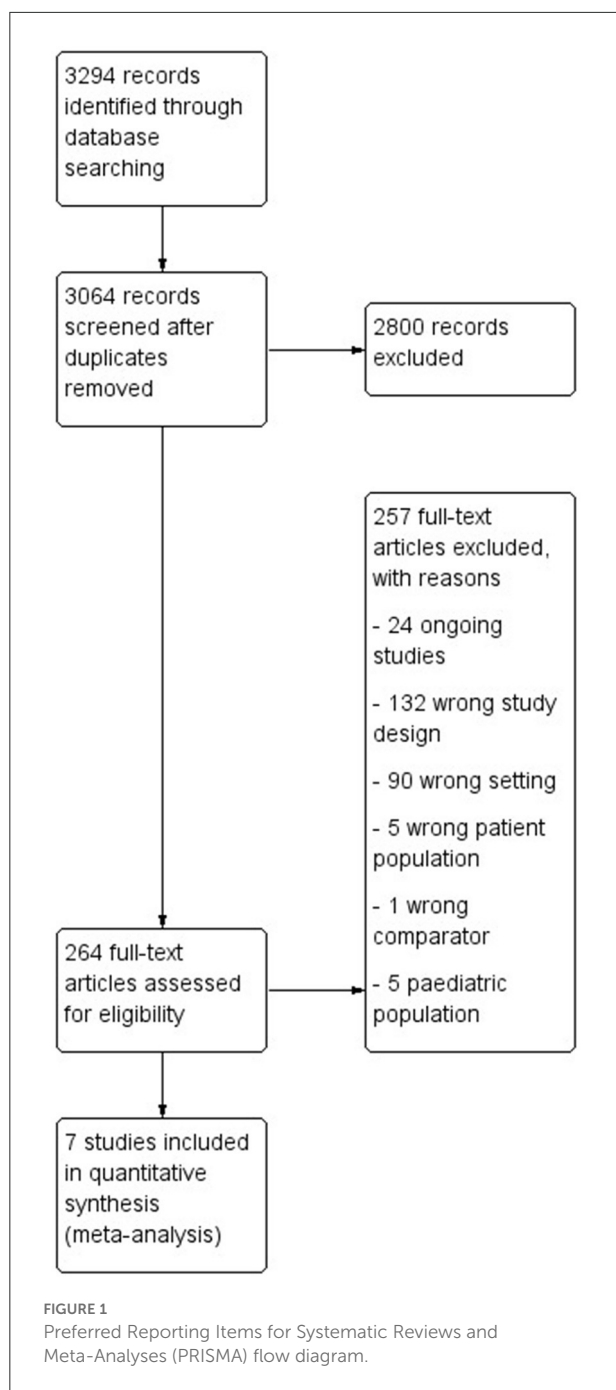 3294 records
identified through
database
searching
3064 records
screened after
duplicates
removed
2800 records
excluded
257 full-text
articles excluded,
with reasons
- 24 ongoing
studies
- 132 wrong study
design
- 90 wrong setting
- 5 wrong patient
population
- 1 wrong
comparator
- 5 paediatric
population
264 full-text
articles assessed
for eligibility
7 studies included
in quantitative
synthesis
(meta-analysis)
FIGURE 1
Preferred Reporting Items for Systematic Reviews and
Meta-Analyses (PRISMA) flow diagram.